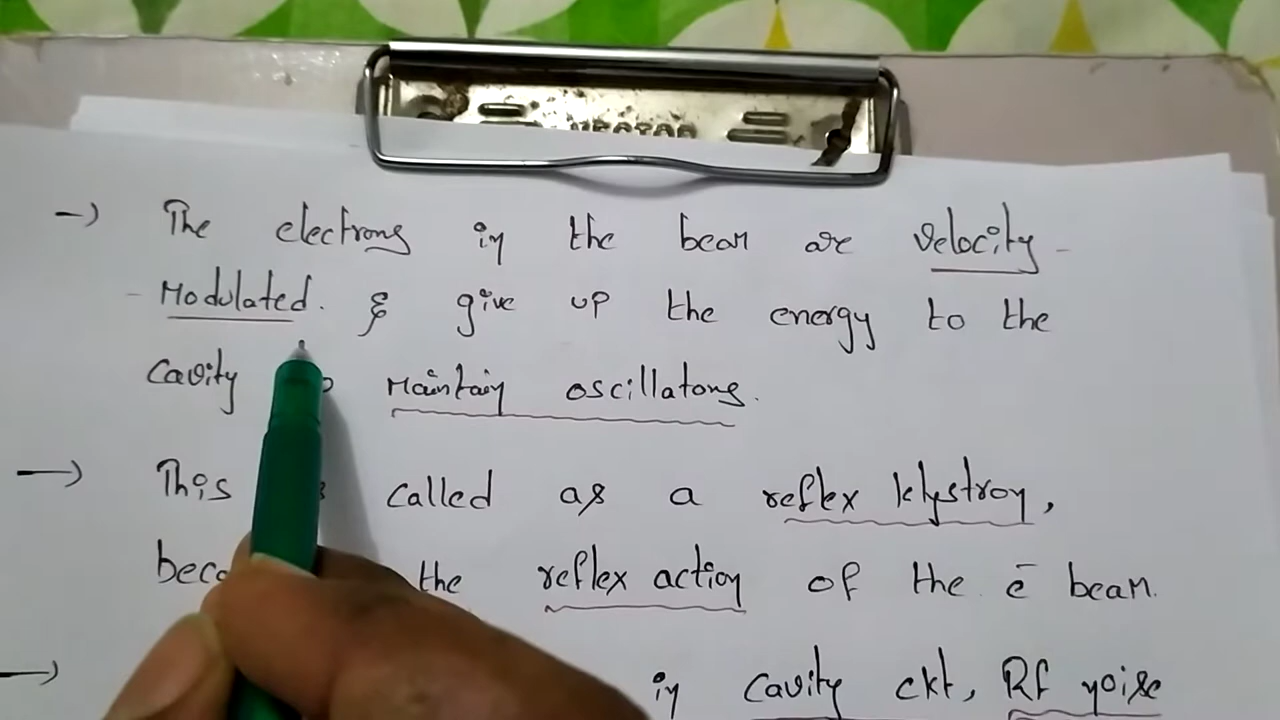 → The electrons in the beam are velocity -
- Modulated. & give up the energy to the
cavity Maintain oscillatons.
→ This called as a reflex klystron,
the reflex action of the ē beam.
→ in cavity ckt, Rf noise